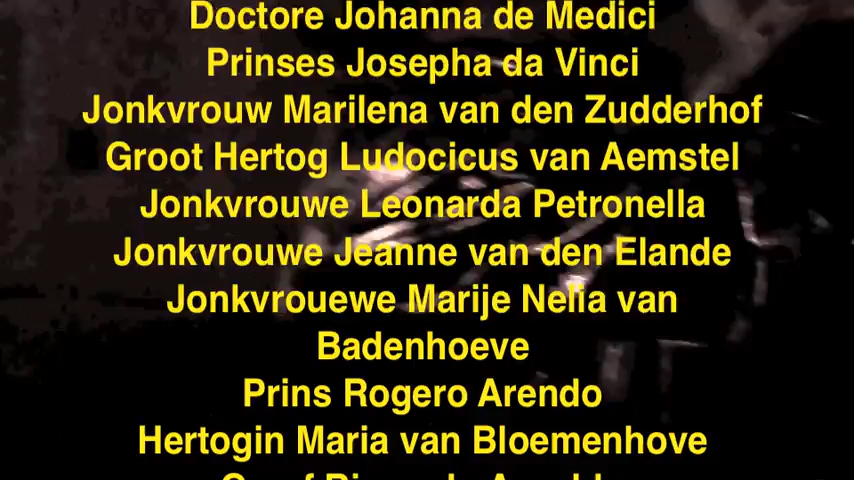 Doctore Johanna de Medici
Prinses Josepha da Vinci
Jonkvrouw Marilena van den Zudderhof
Groot Hertog Ludocicus van Aemstel
Jonkvrouwe Leonarda Petronella
Jonkvrouwe Jeanne van den Elande
Jonkvrouewe Marije Nelia van
Badenhoeve
Prins Rogero Arendo
Hertogin Maria van Bloemenhove